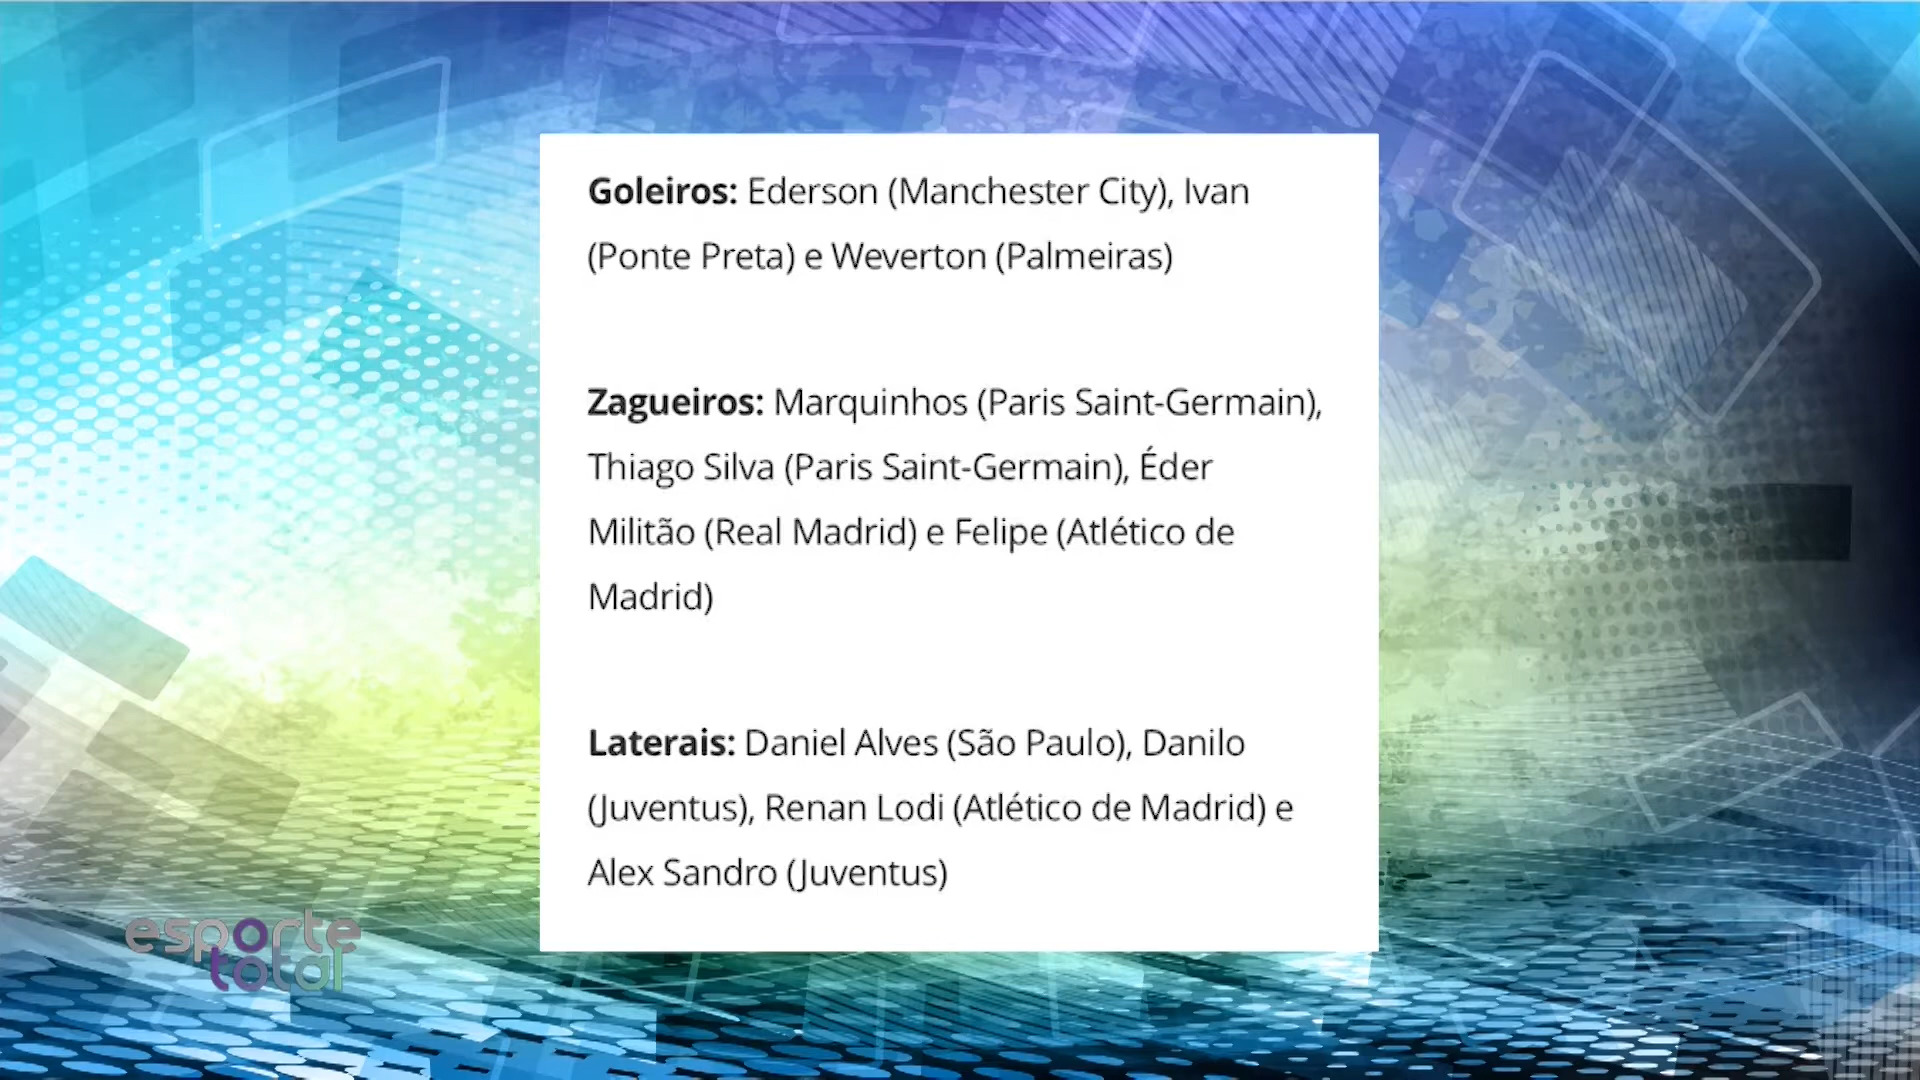 Goleiros: Ederson (Manchester City), Ivan
(Ponte Preta) e Weverton (Palmeiras)
Zagueiros: Marquinhos (Paris Saint-Germain),
Thiago Silva (Paris Saint-Germain), Éder
Militão (Real Madrid) e Felipe (Atlético de
Madrid)
Laterais: Daniel Alves (São Paulo), Danilo
(Juventus), Renan Lodi (Atlético de Madrid) e
Alex Sandro (Juventus)
esporte
total